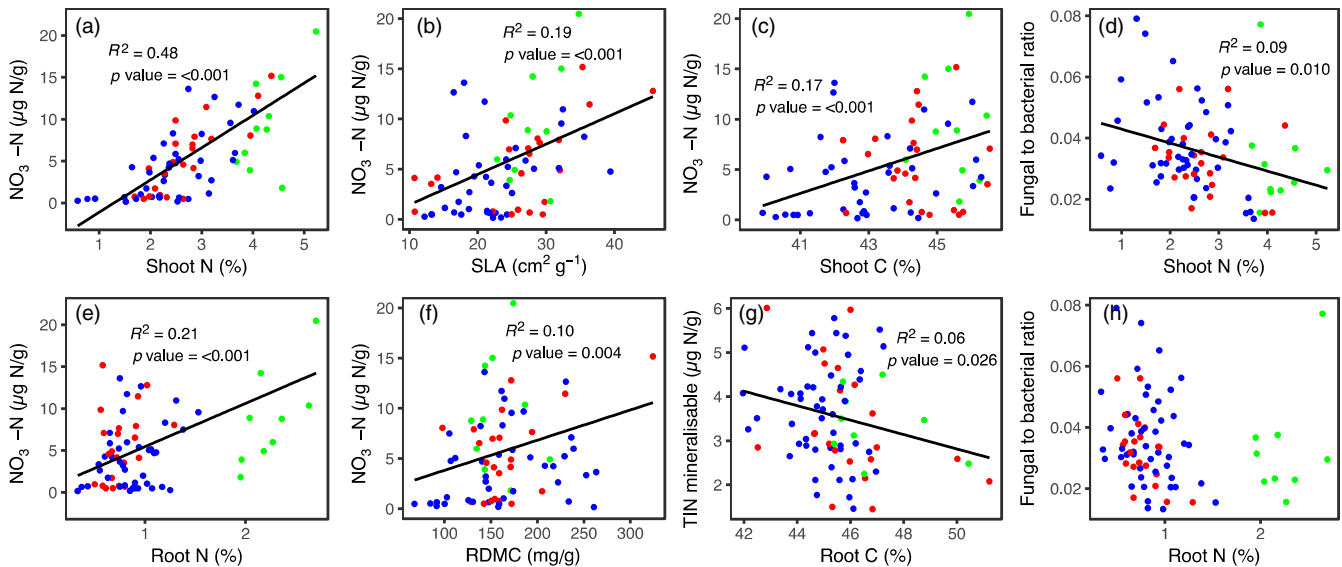 (a)
R² = 0.48
p value = <0.001
NO₃ –N (µg N/g)
20
15
10
5
0
1 2 3 4 5
Shoot N (%)
(b)
R² = 0.19
p value = <0.001
NO₃ –N (µg N/g)
20
15
10
5
0
10 20 30 40
SLA (cm² g⁻¹)
(c)
R² = 0.17
p value = <0.001
NO₃ –N (µg N/g)
20
15
10
5
0
41 43 45
Shoot C (%)
(d)
R² = 0.09
p value = 0.010
Fungal to bacterial ratio
0.08
0.06
0.04
0.02
1 2 3 4 5
Shoot N (%)
(e)
R² = 0.21
p value = <0.001
NO₃ –N (µg N/g)
20
15
10
5
0
1 2
Root N (%)
(f)
R² = 0.10
p value = 0.004
NO₃ –N (µg N/g)
20
15
10
5
0
100 150 200 250 300
RDMC (mg/g)
(g)
R² = 0.06
p value = 0.026
TIN mineralisable (µg N/g)
6
5
4
3
2
42 44 46 48 50
Root C (%)
(h)
Fungal to bacterial ratio
0.08
0.06
0.04
0.02
1 2
Root N (%)